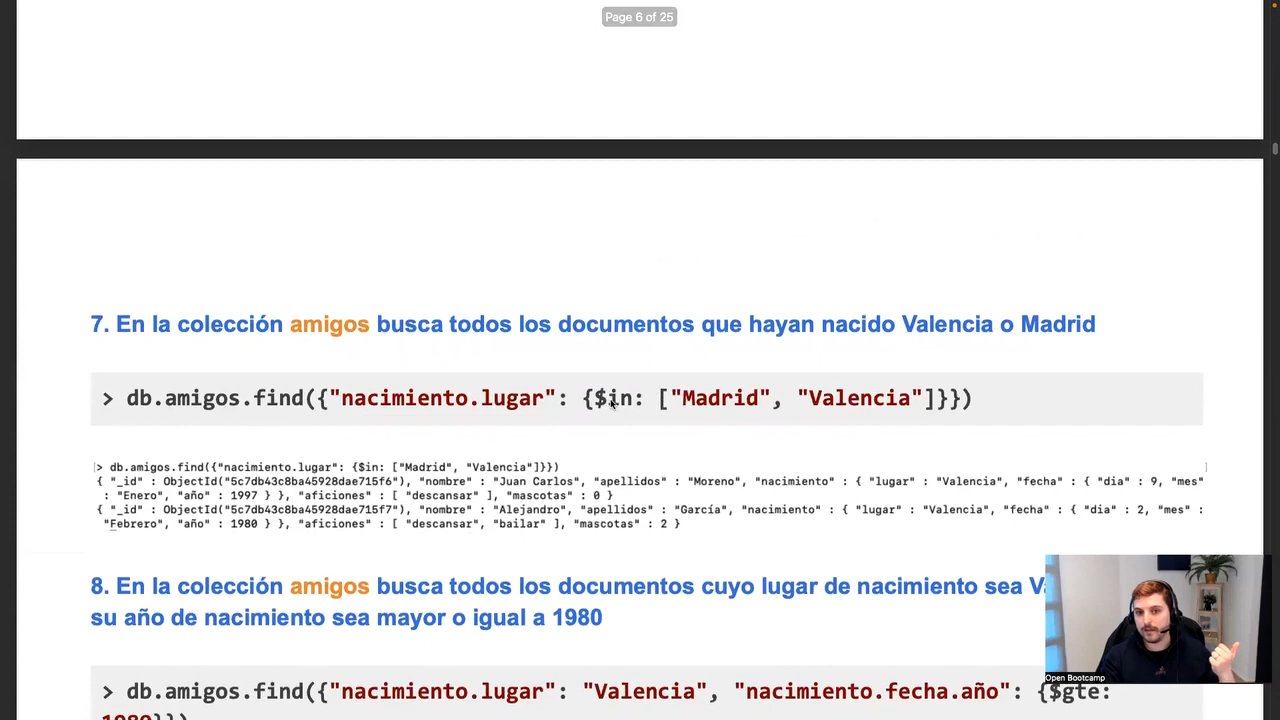 Page 6 of 25
7. En la colección amigos busca todos los documentos que hayan nacido Valencia o Madrid
> db.amigos.find({"nacimiento.lugar": {$in: ["Madrid", "Valencia"]}})
> db.amigos.find({"nacimiento.lugar": {$in: ["Madrid", "Valencia"]}})
{ "_id" : ObjectId("5c7db43c8ba45928dae715f6"), "nombre" : "Juan Carlos", "apellidos" : "Moreno", "nacimiento" : { "lugar" : "Valencia", "fecha" : { "dia" : 9, "mes"
: "Enero", "año" : 1997 } }, "aficiones" : [ "descansar" ], "mascotas" : 0 }
{ "_id" : ObjectId("5c7db43c8ba45928dae715f7"), "nombre" : "Alejandro", "apellidos" : "García", "nacimiento" : { "lugar" : "Valencia", "fecha" : { "dia" : 2, "mes" :
"Febrero", "año" : 1980 } }, "aficiones" : [ "descansar", "bailar" ], "mascotas" : 2 }
8. En la colección amigos busca todos los documentos cuyo lugar de nacimiento sea
su año de nacimiento sea mayor o igual a 1980
> db.amigos.find({"nacimiento.lugar": "Valencia", "nacimiento.fecha.año": {$gte:
1980}})
Open Bootcamp